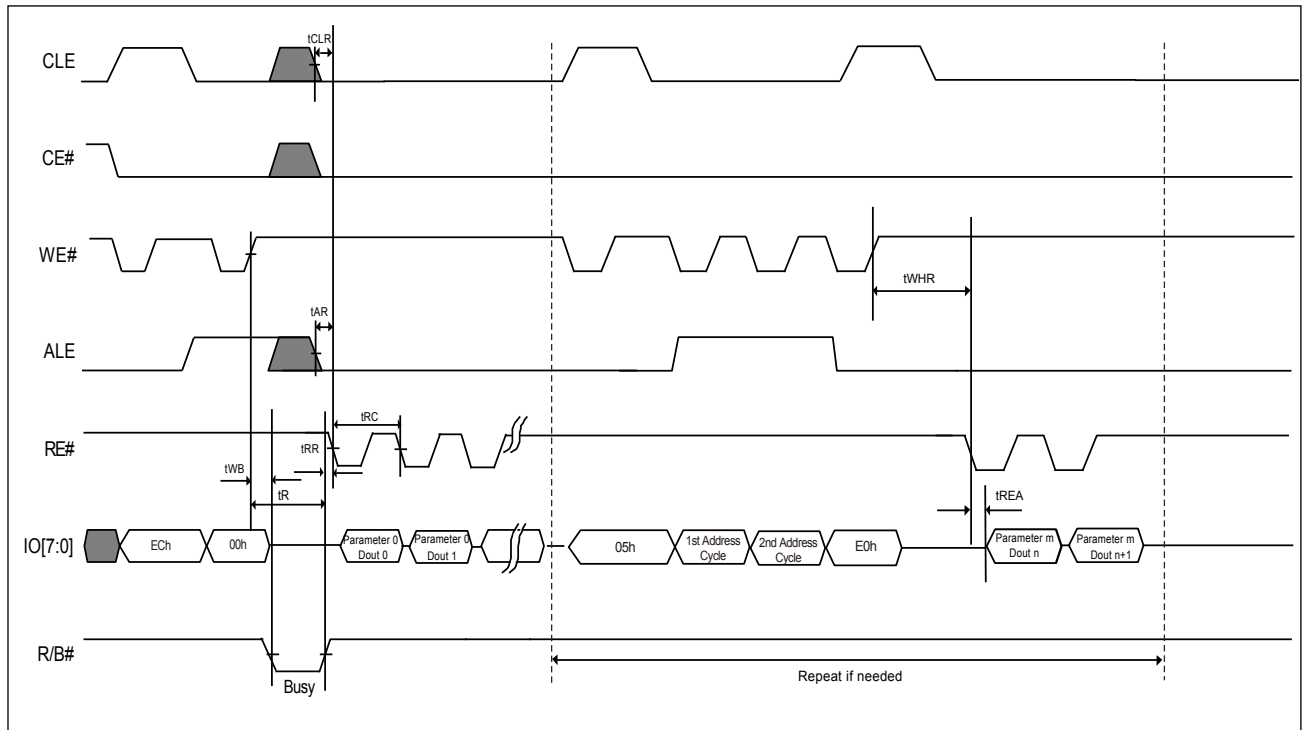 tCLR
CLE
CE#
WE#
tWHR
tAR
ALE
tRC
RE#
tRR
tWB
tR
tREA
IO[7:0]
ECh
00h
Parameter 0
Dout 0
Parameter 0
Dout 1
05h
1st Address
Cycle
2nd Address
Cycle
E0h
Parameter m
Dout n
Parameter m
Dout n+1
R/B#
Busy
Repeat if needed